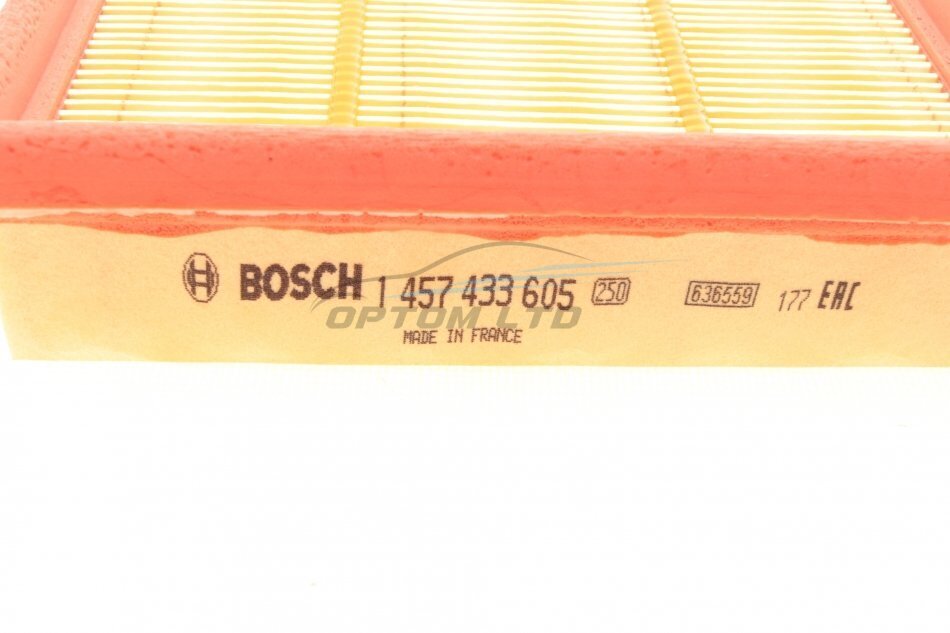 BOSCH 1 457 433 605 250 636559 177 EAC
OPTOM LTD
MADE IN FRANCE